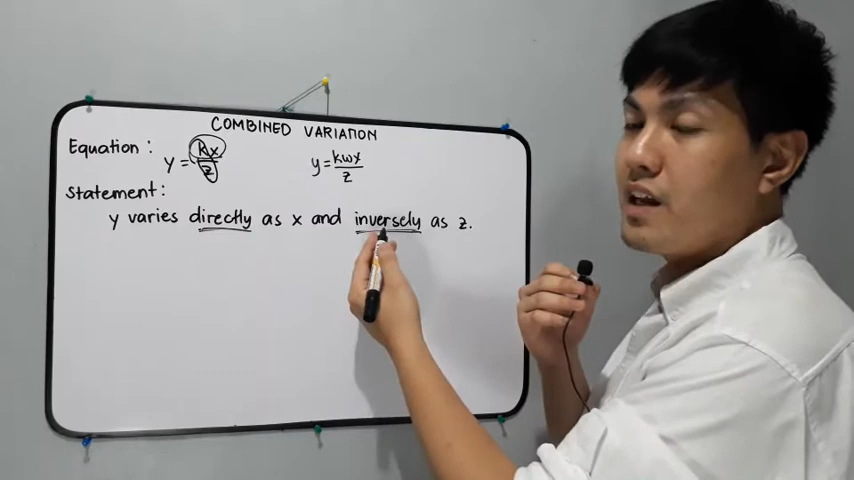 COMBINED VARIATION
Equation : y = kx/z y = kwx/z
Statement :
y varies directly as x and inversely as z.